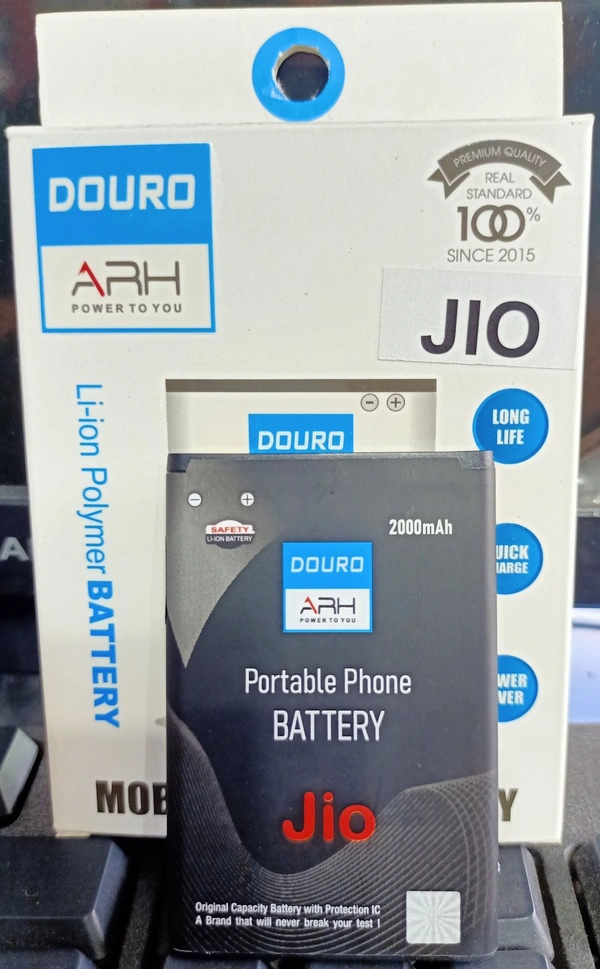 DOURO
ARH
POWER TO YOU
PREMIUM QUALITY
REAL
STANDARD
100%
SINCE 2015
JIO
Li-ion Polymer BATTERY
DOURO
LONG
LIFE
2000mAh
SAFETY
LI-ION BATTERY
DOURO
ARH
POWER TO YOU
Portable Phone
BATTERY
Jio
Original Capacity Battery with Protection IC
A Brand that will never break your test !